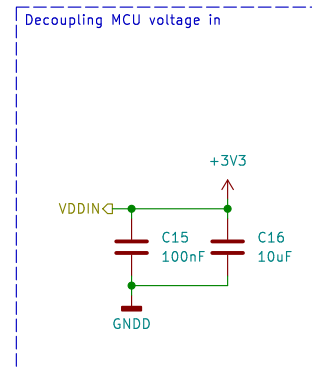 Decoupling MCU voltage in
+3V3
VDDIN
C15
100nF
C16
10uF
GNDD